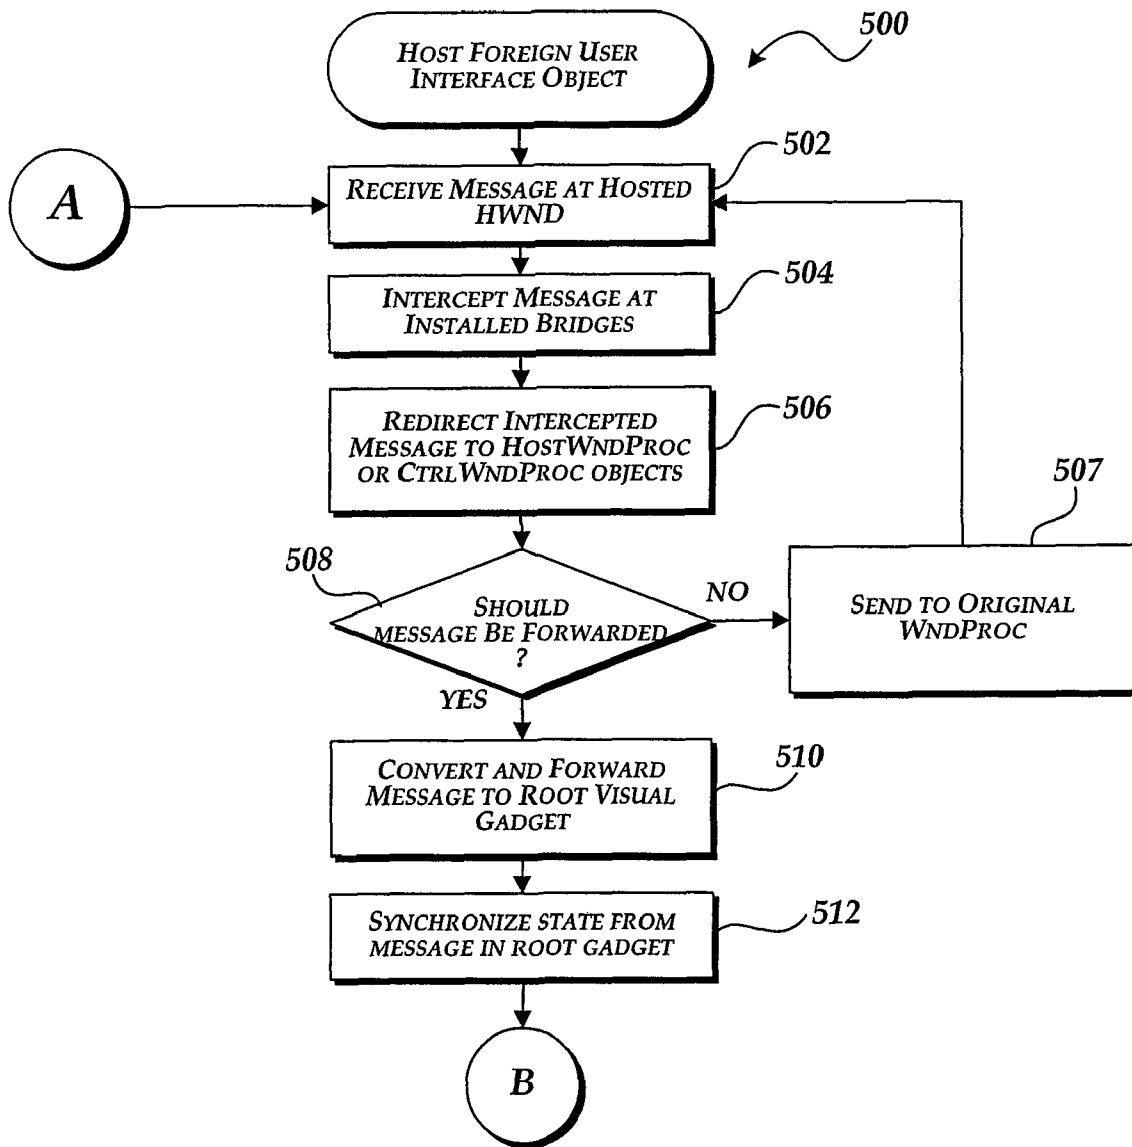 500
HOST FOREIGN USER
INTERFACE OBJECT
502
A
RECEIVE MESSAGE AT HOSTED
HWND
504
INTERCEPT MESSAGE AT
INSTALLED BRIDGES
506
REDIRECT INTERCEPTED
MESSAGE TO HOSTWNDPROC
OR CTRLWNDPROC OBJECTS
507
508
SHOULD
MESSAGE BE FORWARDED
?
NO
SEND TO ORIGINAL
WNDPROC
YES
510
CONVERT AND FORWARD
MESSAGE TO ROOT VISUAL
GADGET
512
SYNCHRONIZE STATE FROM
MESSAGE IN ROOT GADGET
B